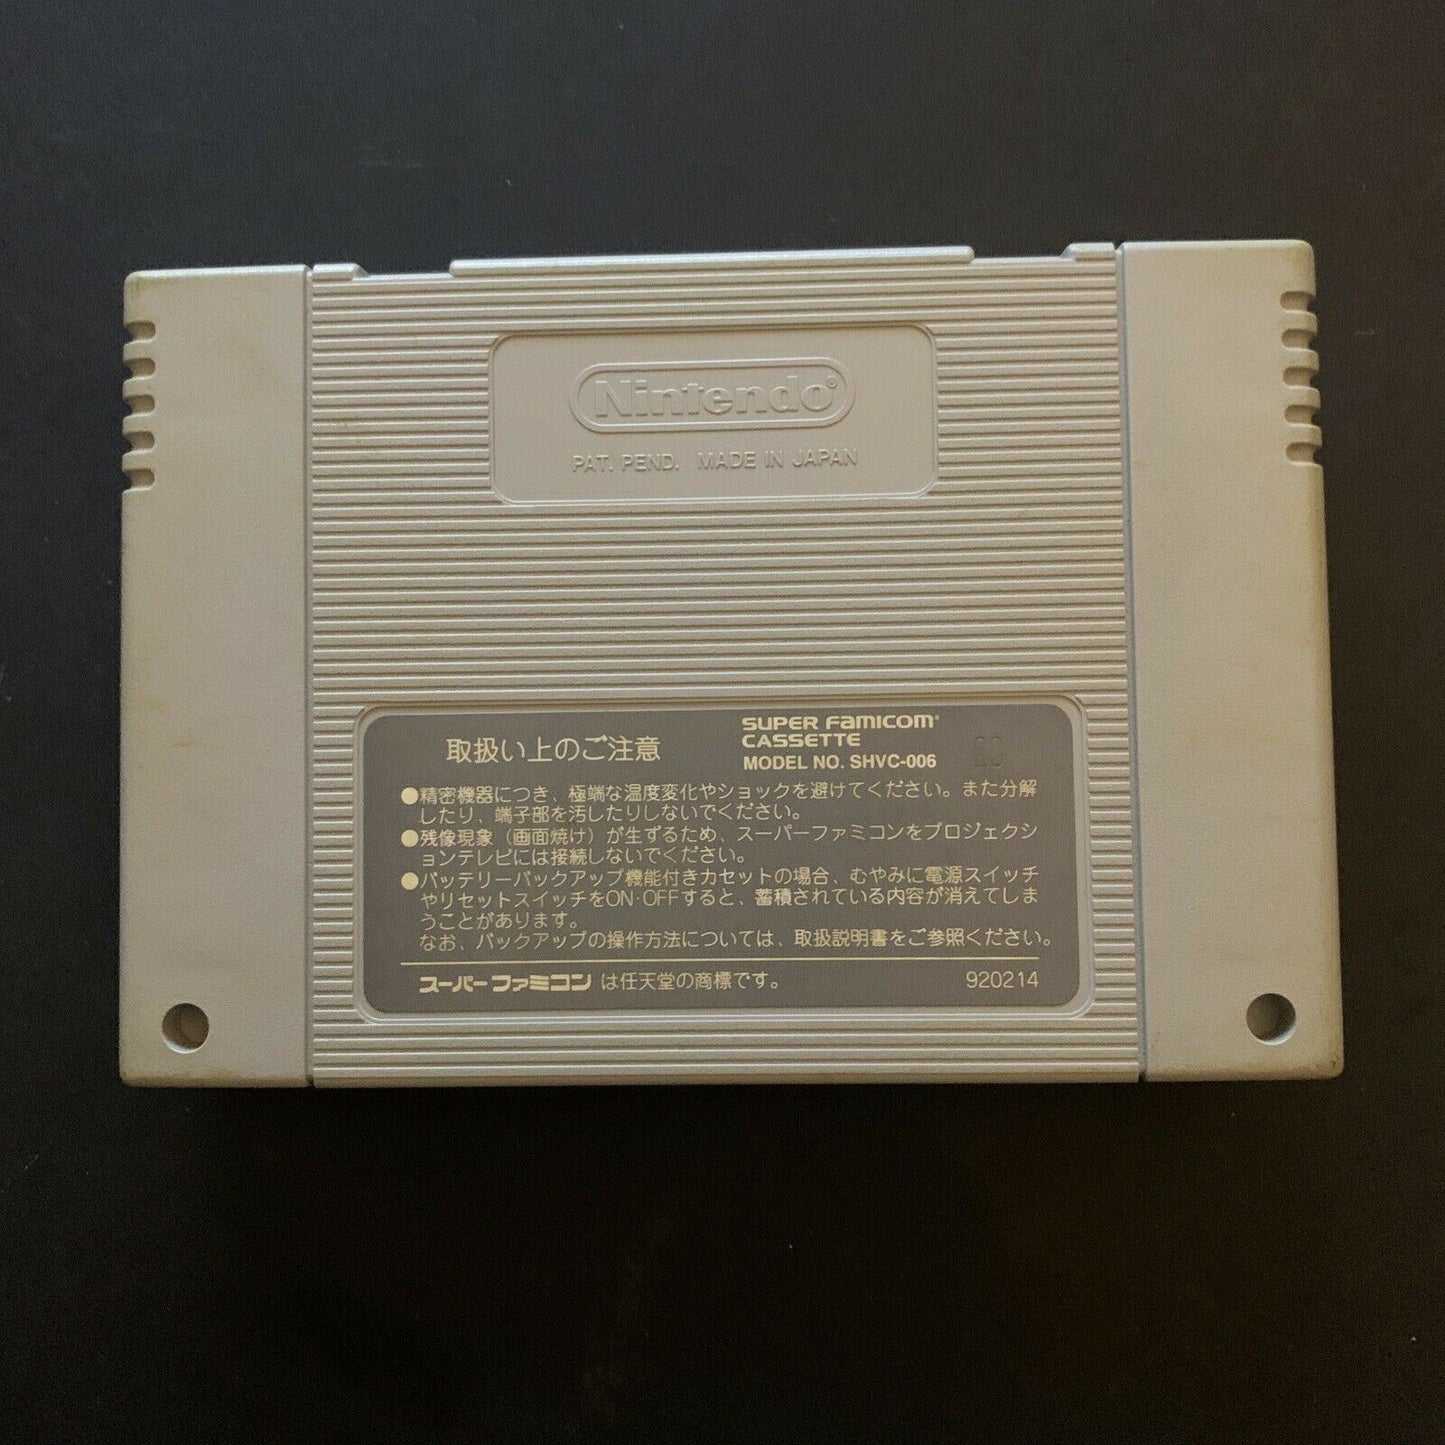 Nintendo®
PAT. PEND. MADE IN JAPAN
取扱い上のご注意
SUPER FAMICOM®
CASSETTE
MODEL NO. SHVC-006
●精密機器につき、極端な温度変化やショックを避けてください。また分解
したり、端子部を汚したりしないでください。
●残像現象（画面焼け）が生ずるため、スーパーファミコンをプロジェクシ
ョンテレビには接続しないでください。
●バッテリーバックアップ機能付きカセットの場合、むやみに電源スイッチ
やリセットスイッチをON・OFFすると、蓄積されている内容が消えてしま
うことがあります。
なお、バックアップの操作方法については、取扱説明書をご参照ください。
スーパーファミコンは任天堂の商標です。
920214